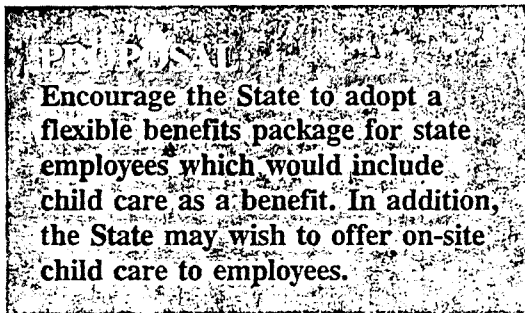 PROPOSAL:
Encourage the State to adopt a
flexible benefits package for state
employees which would include
child care as a benefit. In addition,
the State may wish to offer on-site
child care to employees.